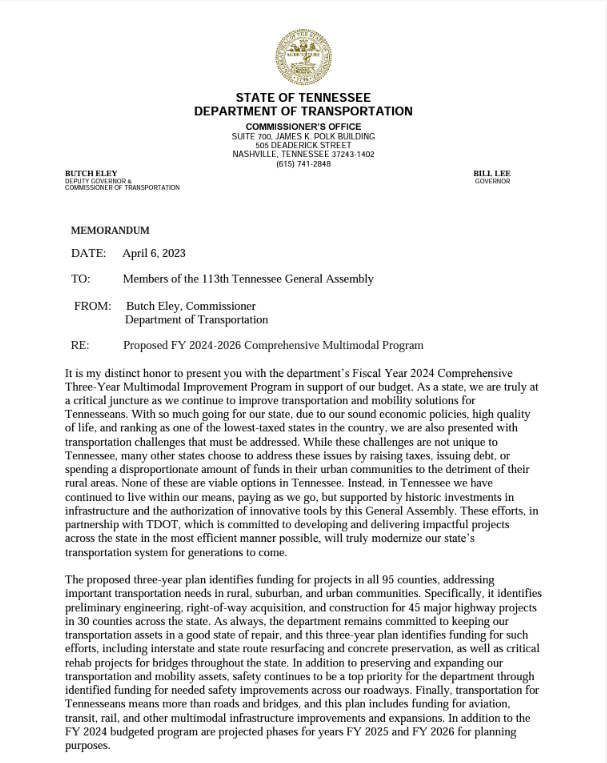 AGRICULTURE
STATE OF TENNESSEE
DEPARTMENT OF TRANSPORTATION
COMMISSIONER'S OFFICE
SUITE 700, JAMES K. POLK BUILDING
505 DEADERICK STREET
NASHVILLE, TENNESSEE 37243-1402
(615) 741-2848
BUTCH ELEY
DEPUTY GOVERNOR &
COMMISSIONER OF TRANSPORTATION
BILL LEE
GOVERNOR
MEMORANDUM
DATE: April 6, 2023
TO: Members of the 113th Tennessee General Assembly
FROM: Butch Eley, Commissioner
Department of Transportation
RE: Proposed FY 2024-2026 Comprehensive Multimodal Program
It is my distinct honor to present you with the department's Fiscal Year 2024 Comprehensive
Three-Year Multimodal Improvement Program in support of our budget. As a state, we are truly at
a critical juncture as we continue to improve transportation and mobility solutions for
Tennesseans. With so much going for our state, due to our sound economic policies, high quality
of life, and ranking as one of the lowest-taxed states in the country, we are also presented with
transportation challenges that must be addressed. While these challenges are not unique to
Tennessee, many other states choose to address these issues by raising taxes, issuing debt, or
spending a disproportionate amount of funds in their urban communities to the detriment of their
rural areas. None of these are viable options in Tennessee. Instead, in Tennessee we have
continued to live within our means, paying as we go, but supported by historic investments in
infrastructure and the authorization of innovative tools by this General Assembly. These efforts, in
partnership with TDOT, which is committed to developing and delivering impactful projects
across the state in the most efficient manner possible, will truly modernize our state's
transportation system for generations to come.
The proposed three-year plan identifies funding for projects in all 95 counties, addressing
important transportation needs in rural, suburban, and urban communities. Specifically, it identifies
preliminary engineering, right-of-way acquisition, and construction for 45 major highway projects
in 30 counties across the state. As always, the department remains committed to keeping our
transportation assets in a good state of repair, and this three-year plan identifies funding for such
efforts, including interstate and state route resurfacing and concrete preservation, as well as critical
rehab projects for bridges throughout the state. In addition to preserving and expanding our
transportation and mobility assets, safety continues to be a top priority for the department through
identified funding for needed safety improvements across our roadways. Finally, transportation for
Tennesseans means more than roads and bridges, and this plan includes funding for aviation,
transit, rail, and other multimodal infrastructure improvements and expansions. In addition to the
FY 2024 budgeted program are projected phases for years FY 2025 and FY 2026 for planning
purposes.